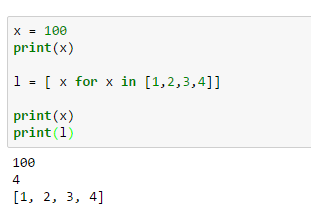 x = 100
print(x)
l = [ x for x in [1,2,3,4]]
print(x)
print(l)
100
4
[1, 2, 3, 4]